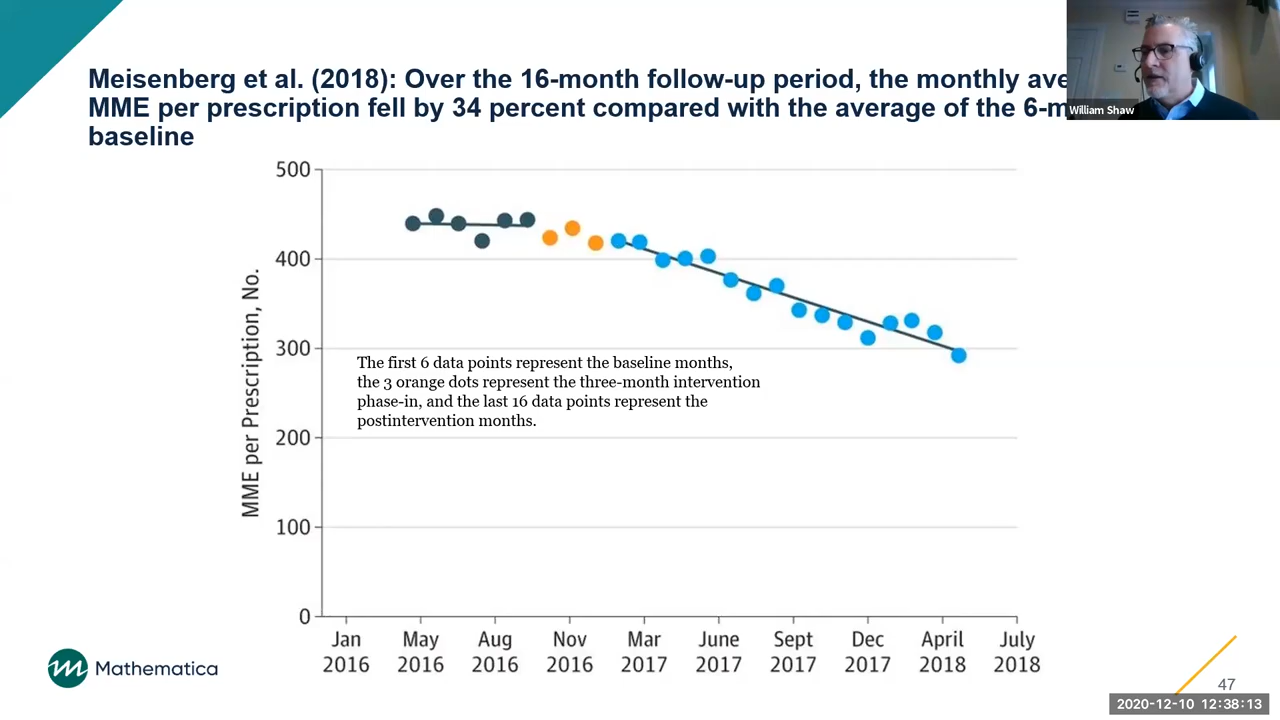 Meisenberg et al. (2018): Over the 16-month follow-up period, the monthly
MME per prescription fell by 34 percent compared with the average of the
baseline
William Shaw
500
400
300
200
100
0
MME per Prescription, No.
The first 6 data points represent the baseline months,
the 3 orange dots represent the three-month intervention
phase-in, and the last 16 data points represent the
postintervention months.
Jan May Aug Nov Mar June Sept Dec April July
2016 2016 2016 2016 2017 2017 2017 2017 2018 2018
Mathematica
47
2020-12-10 12:38:13